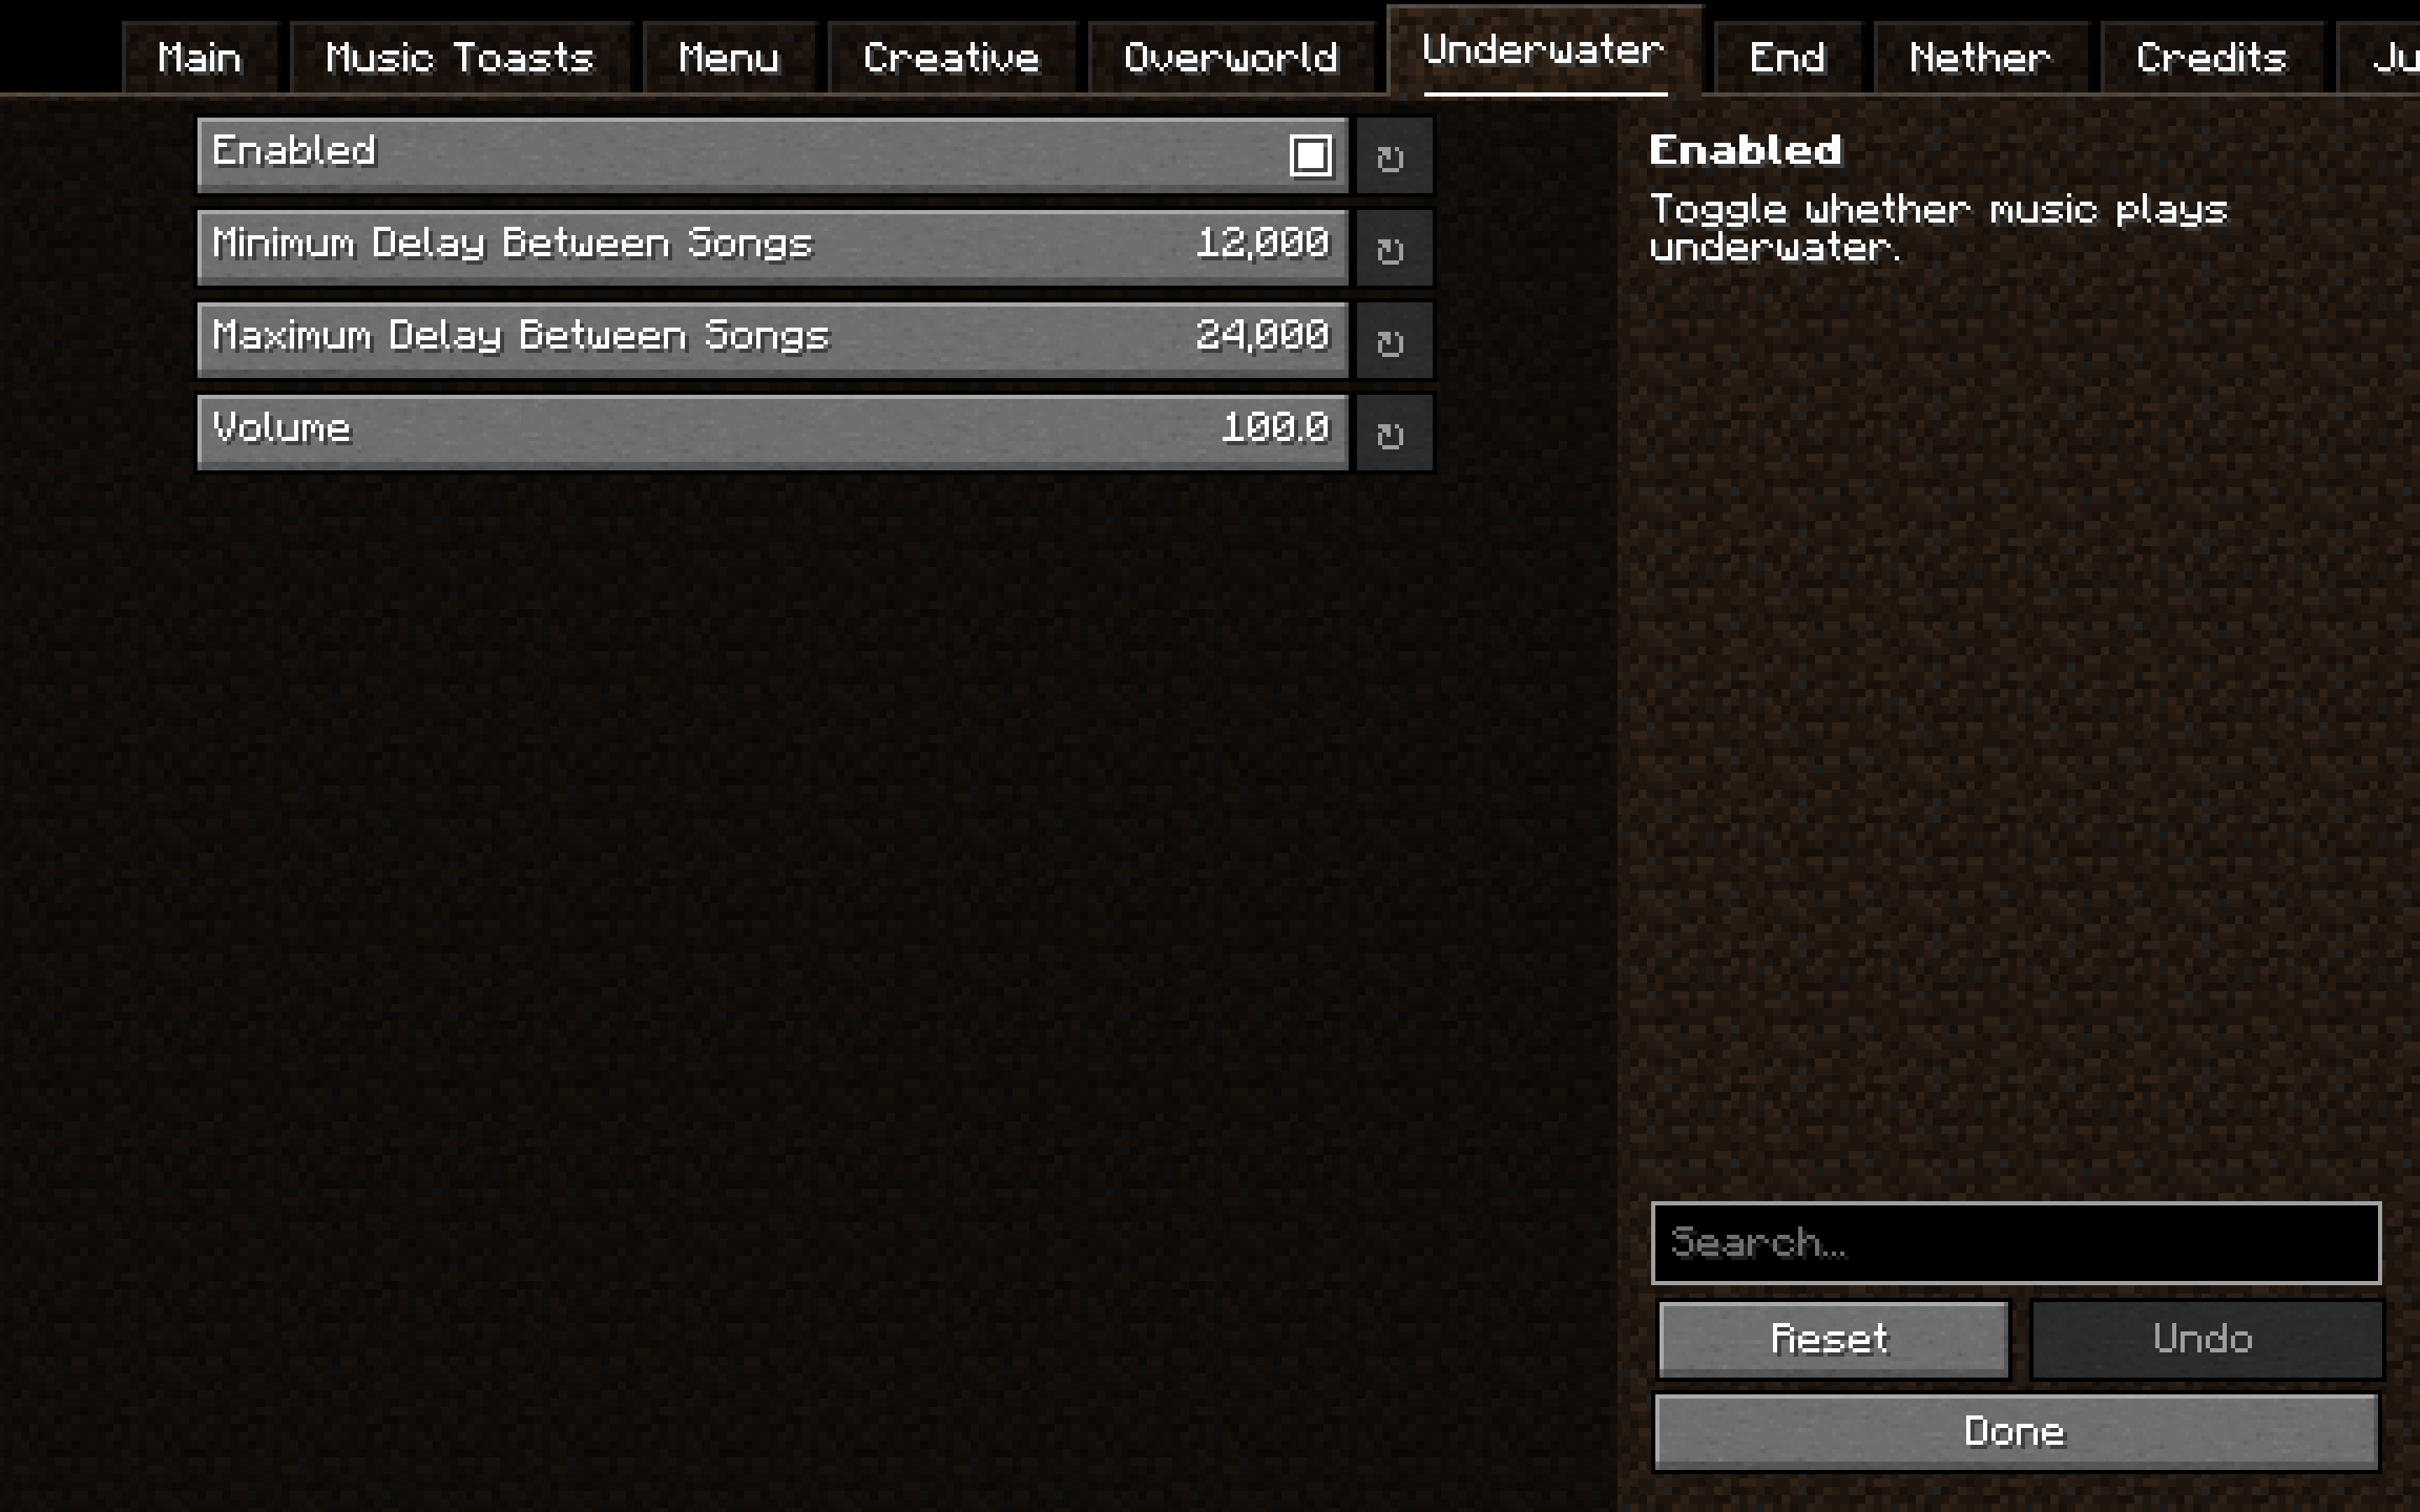 Main Music Toasts Menu Creative Overworld Underwater End Nether Credits Ju
Enabled
Minimum Delay Between Songs 12,000
Maximum Delay Between Songs 24,000
Volume 100.0
Enabled
Toggle whether music plays
underwater.
Search...
Reset Undo
Done